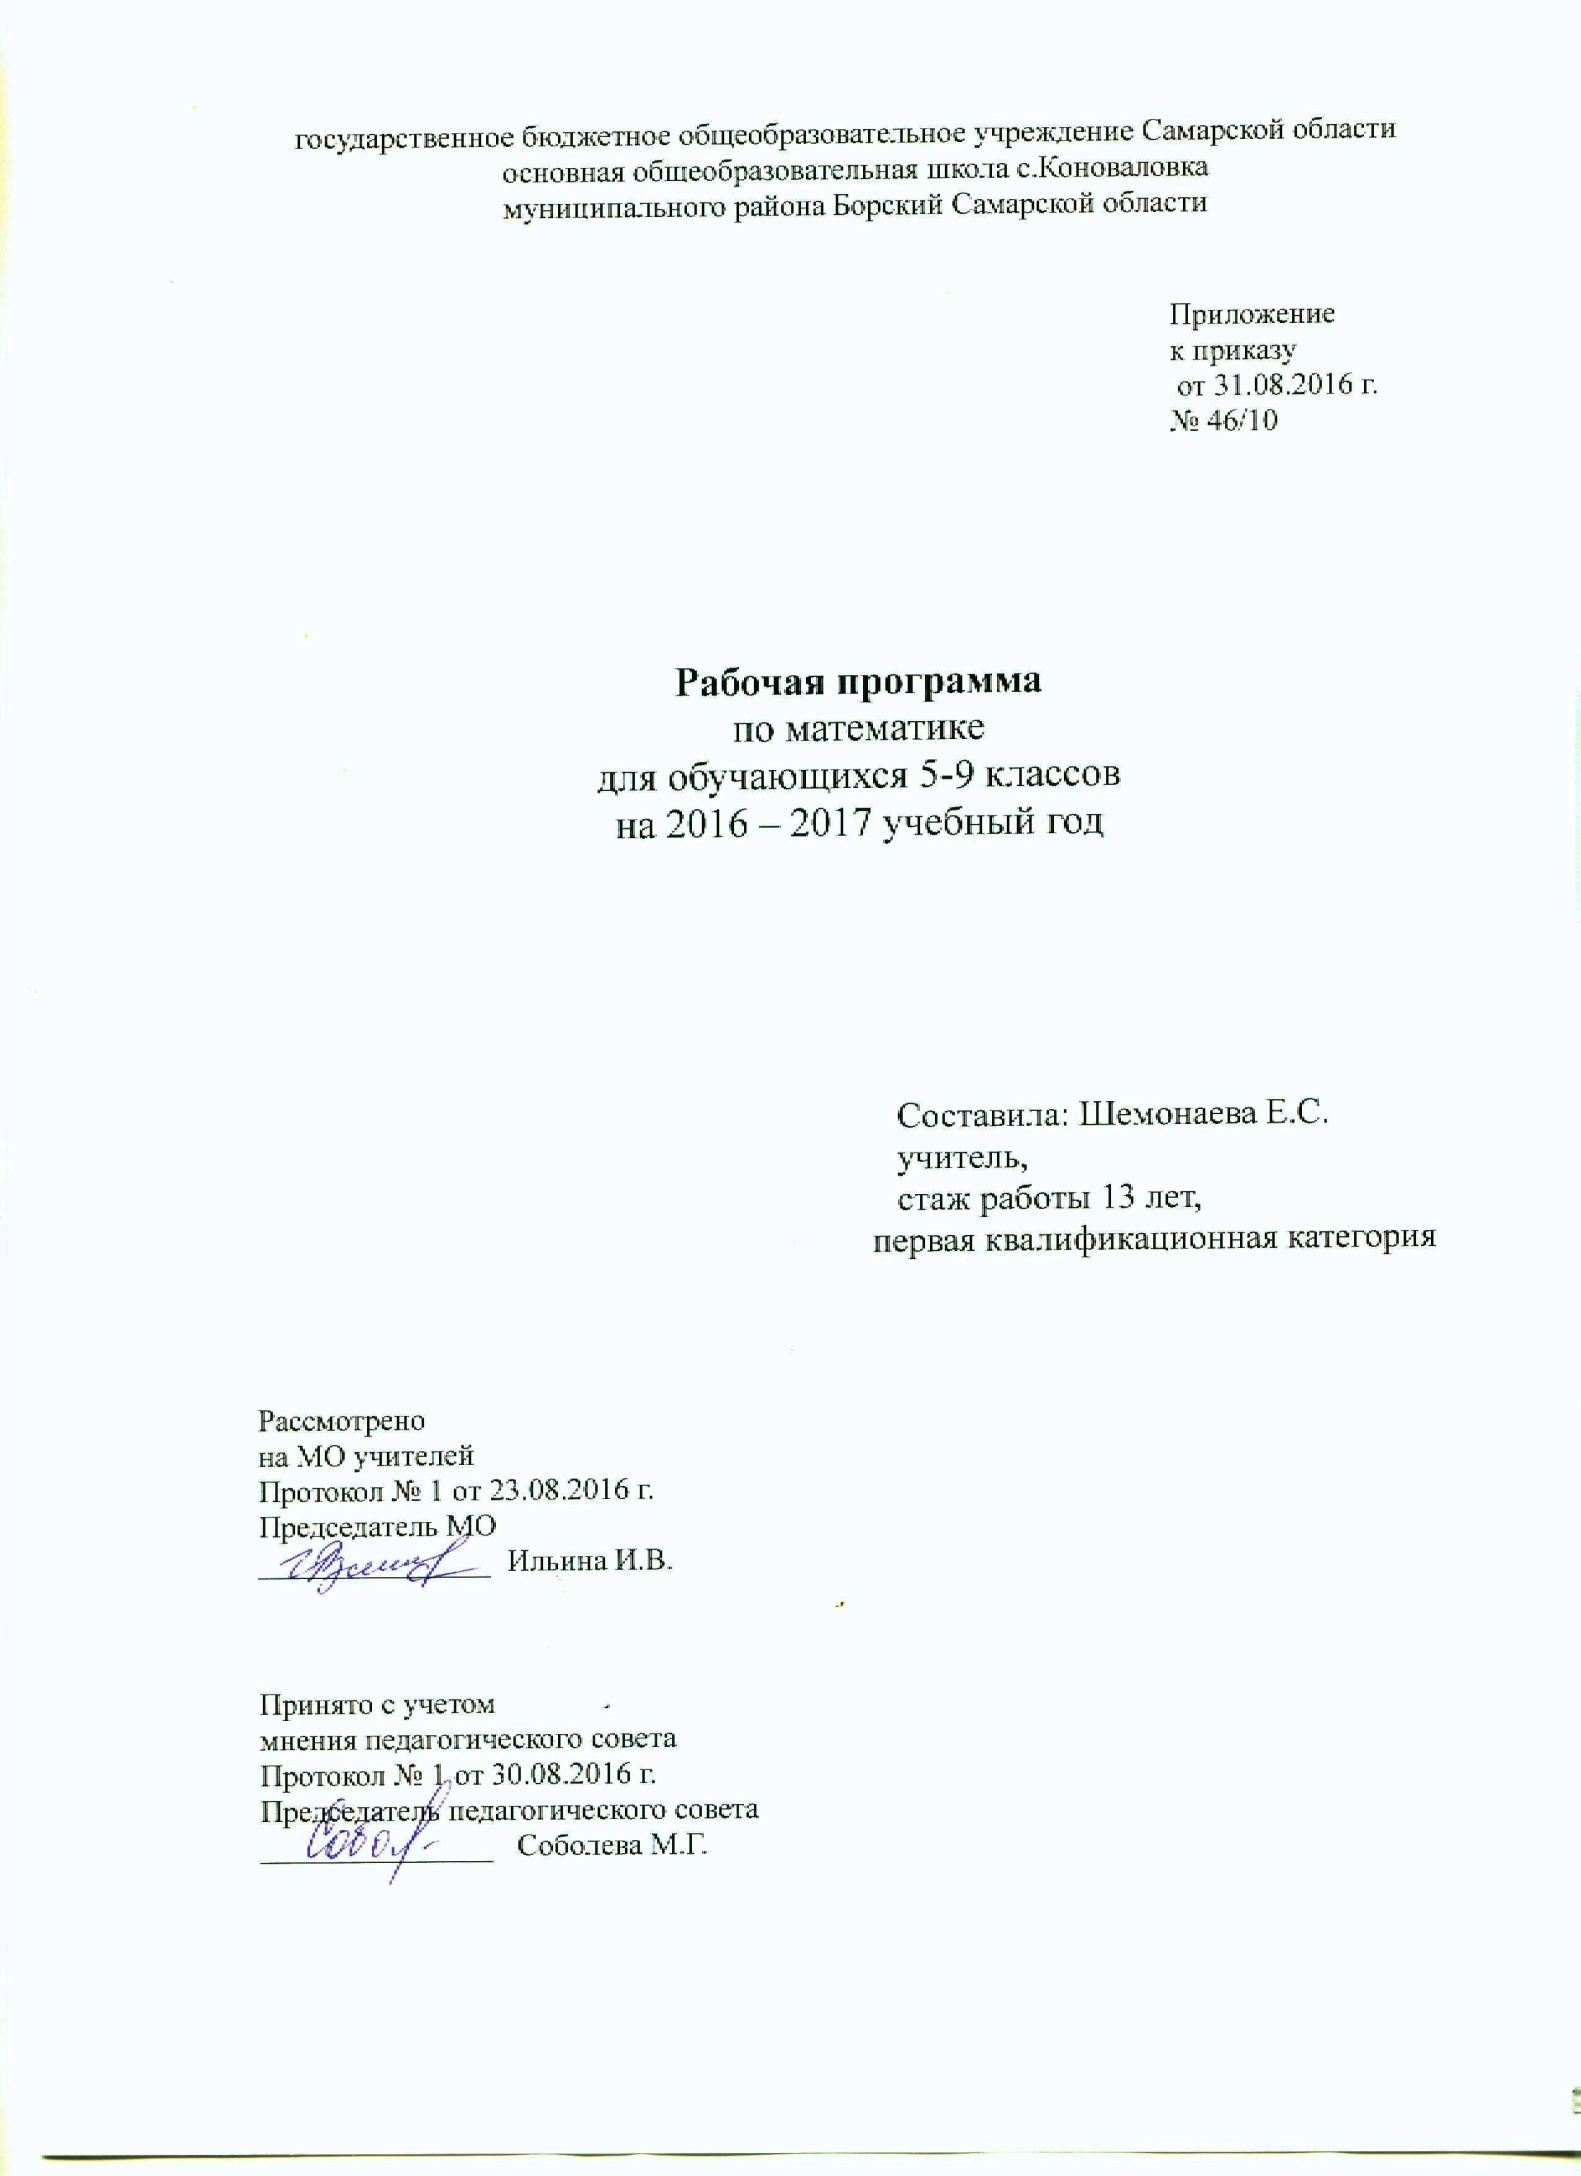 государственное бюджетное общеобразовательное учреждение Самарской области
основная общеобразовательная школа с.Коноваловка
муниципального района Борский Самарской области
Приложение
к приказу
от 31.08.2016 г.
№ 46/10
Рабочая программа
по математике
для обучающихся 5-9 классов
на 2016 – 2017 учебный год
Составила: Шемонаева Е.С.
учитель,
стаж работы 13 лет,
первая квалификационная категория
Рассмотрено
на МО учителей
Протокол № 1 от 23.08.2016 г.
Председатель МО
Ильина И.В.
Принято с учетом
мнения педагогического совета
Протокол № 1 от 30.08.2016 г.
Председатель педагогического совета
Соболева М.Г.